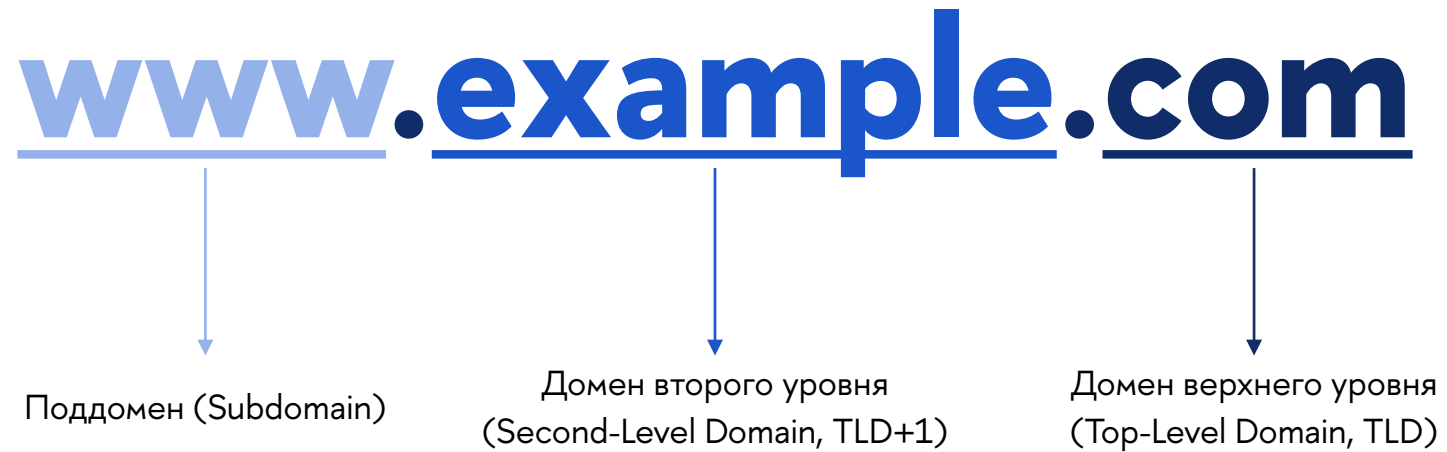 www.example.com
Поддомен (Subdomain)
Домен второго уровня
(Second-Level Domain, TLD+1)
Домен верхнего уровня
(Top-Level Domain, TLD)